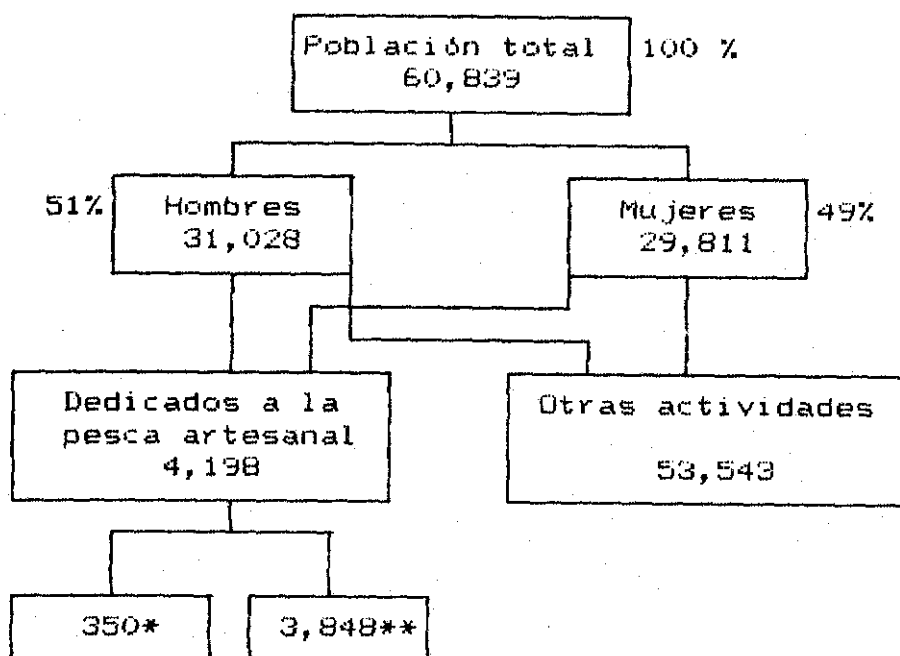 Población total
60,839
100 %
51%
Hombres
31,028
Mujeres
29,811
49%
Dedicados a la
pesca artesanal
4,198
Otras actividades
53,543
350*
3,848**